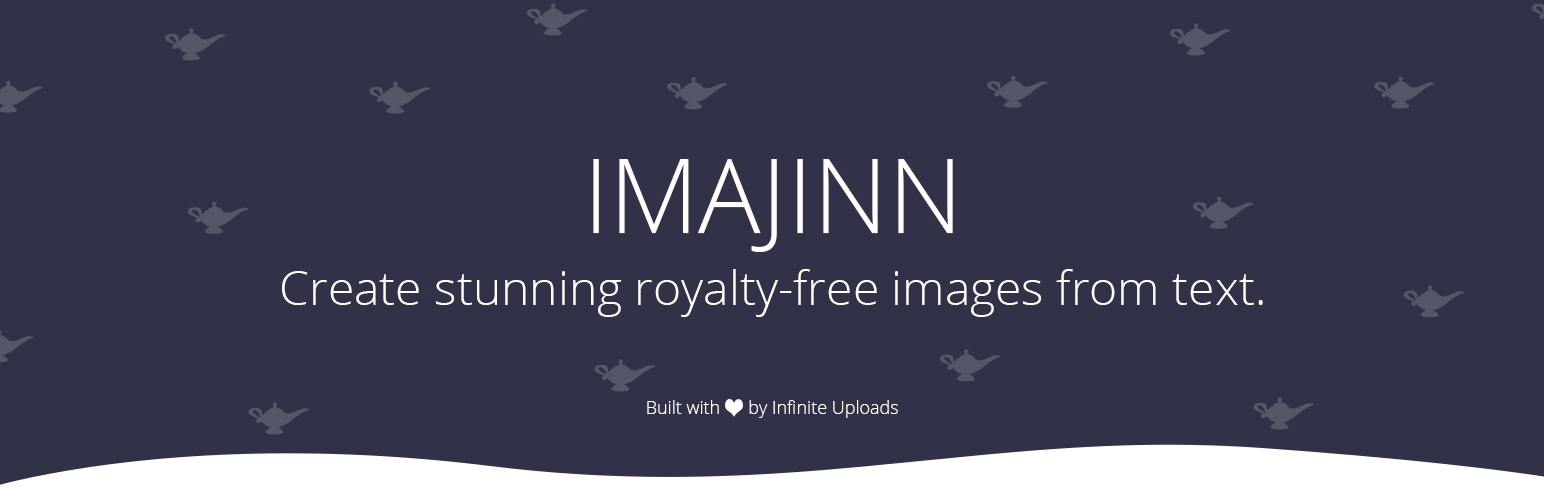 IMAJINN
Create stunning royalty-free images from text.
Built with ♥ by Infinite Uploads